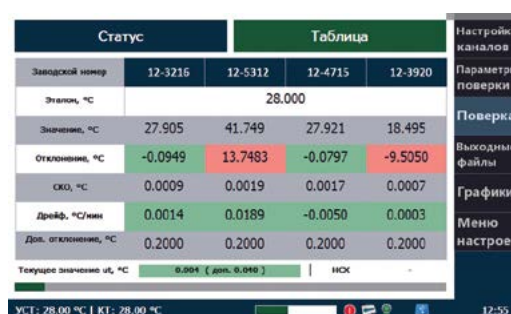 Статус Таблица
Настройк
каналов
Заводской номер 12-3216 12-5312 12-4715 12-3920
Параметр
поверки
Эталон, °C 28.000
Поверка
Значение, °C 27.905 41.749 27.921 18.495
Выходны
файлы
Отклонение, °C -0.0949 13.7483 -0.0797 -9.5050
СКО, °C 0.0009 0.0019 0.0017 0.0007
Графики
Дрейф, °C/мин 0.0014 0.0189 -0.0050 0.0003
Меню
настрое
Доп. отклонение, °C 0.2000 0.2000 0.2000 0.2000
Текущее значение ut, °C 0.004 ( доп. 0.040 ) | НСХ -
УСТ: 28.00 °C | КТ: 28.00 °C 12:55